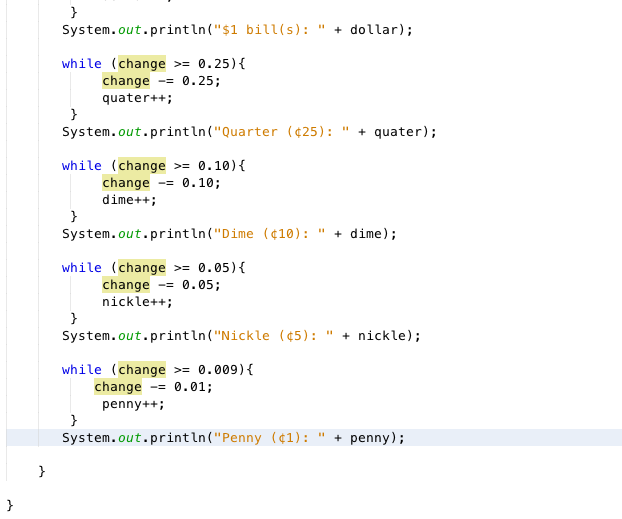 }
System.out.println("$1 bill(s): " + dollar);
while (change >= 0.25){
change -= 0.25;
quater++;
}
System.out.println("Quarter (¢25): " + quater);
while (change >= 0.10){
change -= 0.10;
dime++;
}
System.out.println("Dime (¢10): " + dime);
while (change >= 0.05){
change -= 0.05;
nickle++;
}
System.out.println("Nickle (¢5): " + nickle);
while (change >= 0.009){
change -= 0.01;
penny++;
}
System.out.println("Penny (¢1): " + penny);
}
}